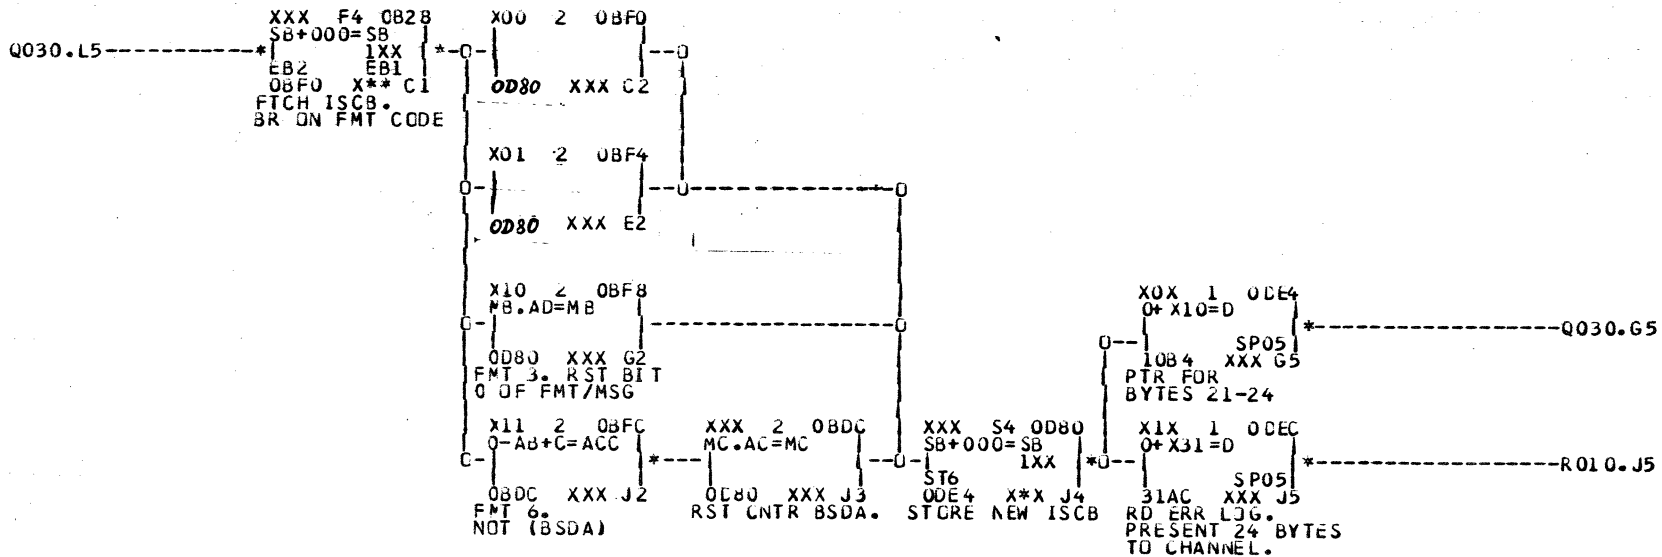 XXX F4 0B28
SB+000=SB
1XX
EB2 EB1
0BF0 X** C1
FTCH ISCB.
BR ON FMT CODE
Q030.L5
X00 2 0BF0
0D80 XXX C2
X01 2 0BF4
0D80 XXX E2
X10 2 0BF8
MB.AD=MB
0D80 XXX G2
FMT 3. RST BIT
0 OF FMT/MSG
X11 2 0BFC
0-AB+C=ACC
0BDC XXX J2
FMT 6.
NOT (BSDA)
XXX 2 0BDC
MC.AC=MC
0D80 XXX J3
RST CNTR BSDA.
XXX S4 0D80
SB+000=SB
1XX
ST6
0DE4 X*X J4
STORE NEW ISCB
X0X 1 0DE4
0+X10=D
SP05
10B4 XXX G5
PTR FOR
BYTES 21-24
Q030.G5
X1X 1 0DEC
0+X31=D
SP05
31AC XXX J5
RD ERR LOG.
PRESENT 24 BYTES
TO CHANNEL.
R010.J5